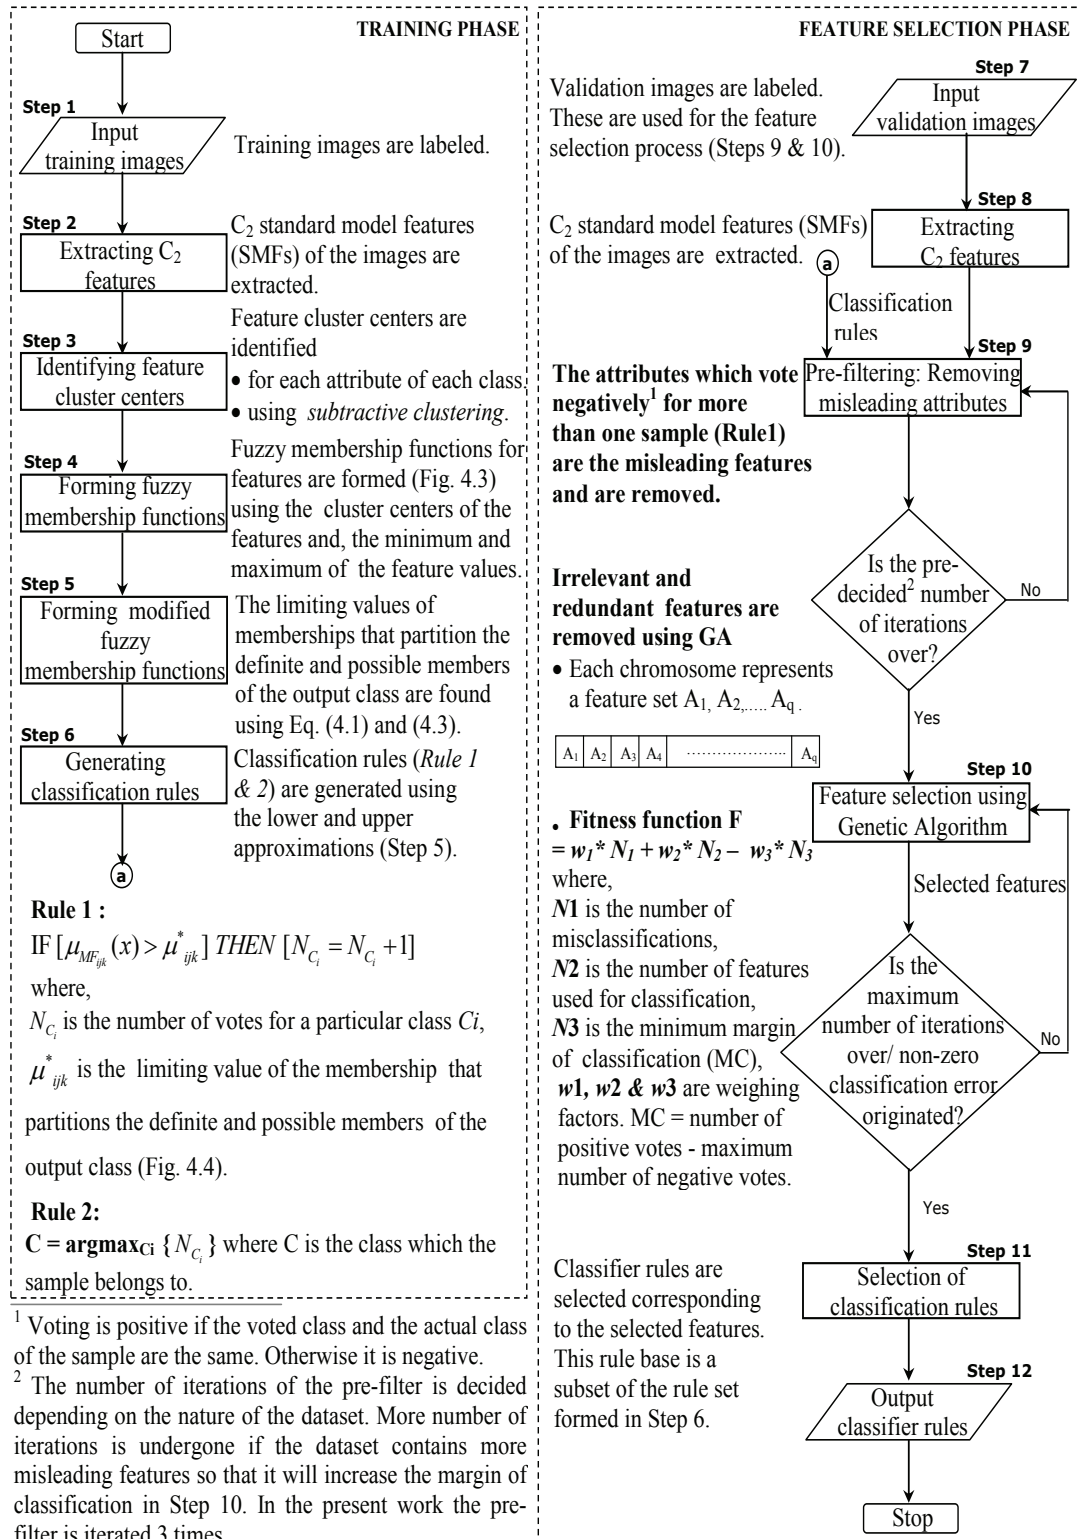 TRAINING PHASE
Start
Step 1
Input
training images
Training images are labeled.
Step 2
Extracting C₂
features
C₂ standard model features
(SMFs) of the images are
extracted.
Step 3
Identifying feature
cluster centers
Feature cluster centers are
identified
• for each attribute of each class.
• using subtractive clustering.
Step 4
Forming fuzzy
membership functions
Fuzzy membership functions for
features are formed (Fig. 4.3)
using the cluster centers of the
features and, the minimum and
maximum of the feature values.
Step 5
Forming modified
fuzzy
membership functions
The limiting values of
memberships that partition the
definite and possible members
of the output class are found
using Eq. (4.1) and (4.3).
Step 6
Generating
classification rules
Classification rules (Rule 1
& 2) are generated using
the lower and upper
approximations (Step 5).
a
Rule 1 :
IF [μ_{MF_{ijk}}(x) > μ*_{ijk}] THEN [N_{C_i} = N_{C_i} +1]
where,
N_{C_i} is the number of votes for a particular class Ci,
μ*_{ijk} is the limiting value of the membership that
partitions the definite and possible members of the
output class (Fig. 4.4).
Rule 2:
C = argmax_{Ci} { N_{C_i} } where C is the class which the
sample belongs to.
¹ Voting is positive if the voted class and the actual class
of the sample are the same. Otherwise it is negative.
² The number of iterations of the pre-filter is decided
depending on the nature of the dataset. More number of
iterations is undergone if the dataset contains more
misleading features so that it will increase the margin of
classification in Step 10. In the present work the pre-
filter is iterated 3 times.
FEATURE SELECTION PHASE
Step 7
Input
validation images
Validation images are labeled.
These are used for the feature
selection process (Steps 9 & 10).
Step 8
Extracting
C₂ features
C₂ standard model features (SMFs)
of the images are extracted.
a
Classification
rules
Step 9
Pre-filtering: Removing
misleading attributes
The attributes which vote
negatively¹ for more
than one sample (Rule1)
are the misleading features
and are removed.
Is the pre-
decided² number
of iterations
over?
No
Yes
Irrelevant and
redundant features are
removed using GA
• Each chromosome represents
a feature set A₁, A₂,..... A_q .
A₁ A₂ A₃ A₄ .................... A_q
Step 10
Feature selection using
Genetic Algorithm
Selected features
. Fitness function F
= w₁* N₁ + w₂* N₂ – w₃* N₃
where,
N1 is the number of
misclassifications,
N2 is the number of features
used for classification,
N3 is the minimum margin
of classification (MC),
w1, w2 & w3 are weighing
factors. MC = number of
positive votes - maximum
number of negative votes.
Is the
maximum
number of iterations
over/ non-zero
classification error
originated?
No
Yes
Step 11
Selection of
classification rules
Classifier rules are
selected corresponding
to the selected features.
This rule base is a
subset of the rule set
formed in Step 6.
Step 12
Output
classifier rules
Stop